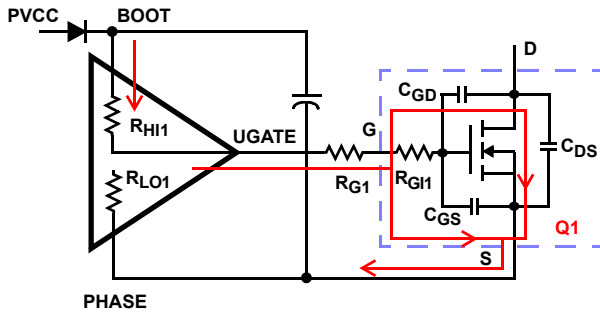 PVCC
BOOT
D
CGD
RHI1
UGATE
G
CDS
RLO1
RG1
RGI1
CGS
Q1
S
PHASE